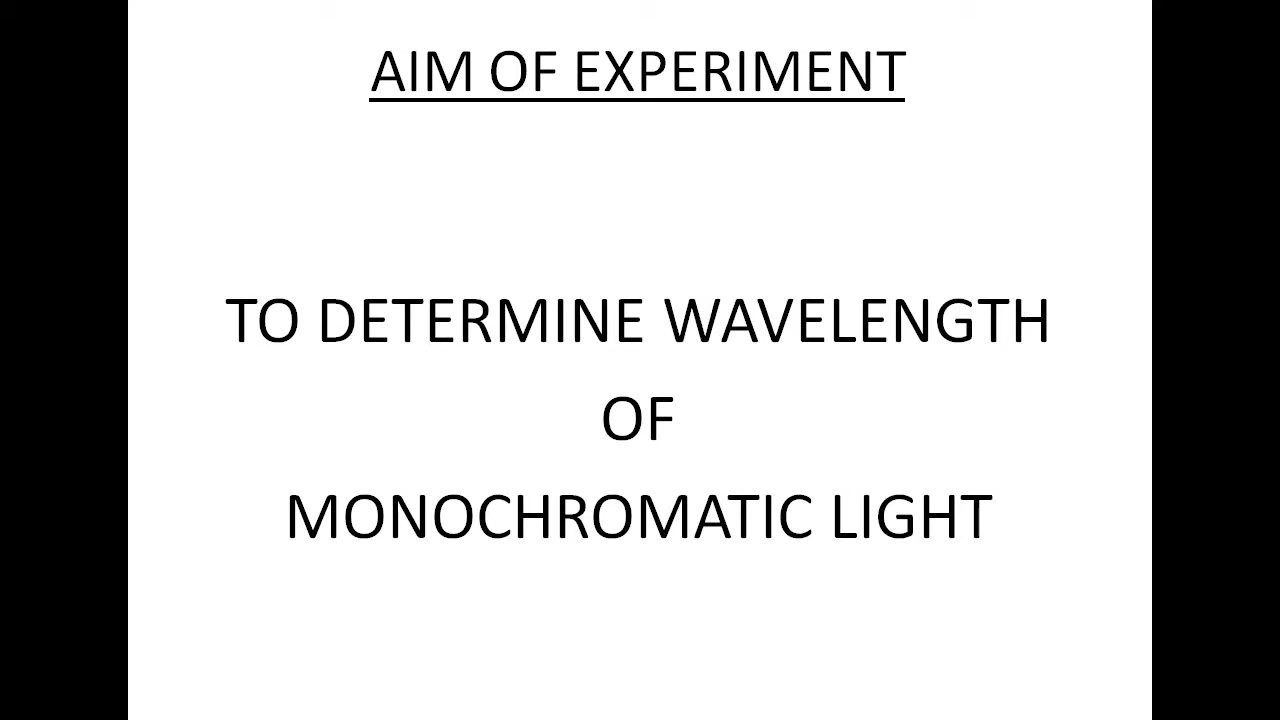 AIM OF EXPERIMENT
TO DETERMINE WAVELENGTH
OF
MONOCHROMATIC LIGHT